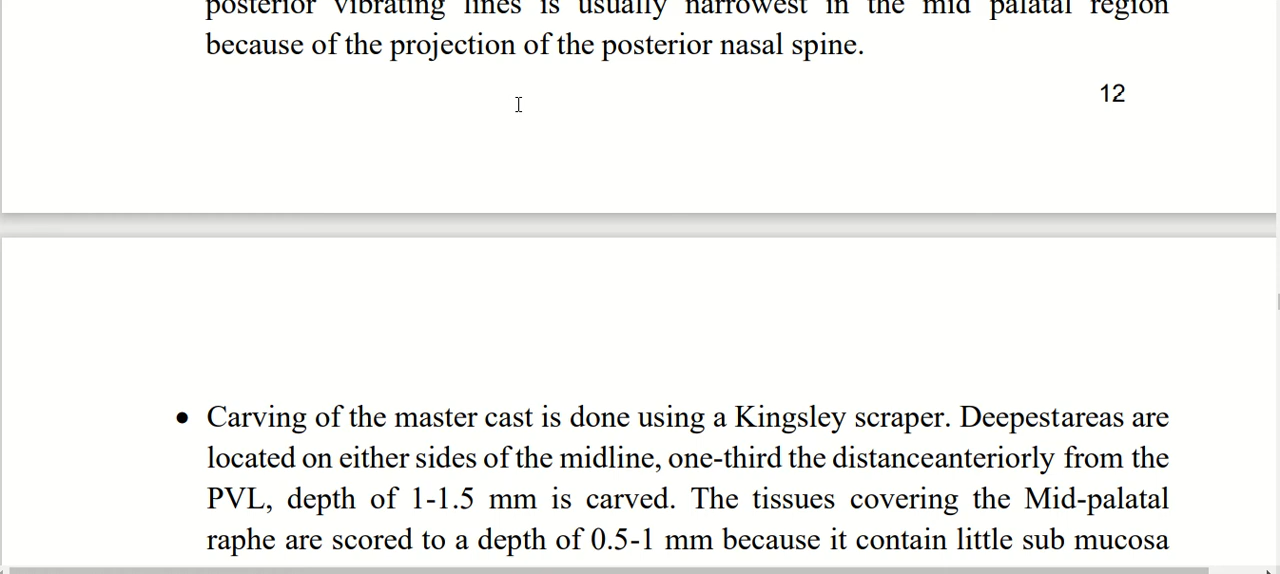 posterior vibrating lines is usually narrowest in the mid palatal region
because of the projection of the posterior nasal spine.
12
● Carving of the master cast is done using a Kingsley scraper. Deepestareas are
located on either sides of the midline, one-third the distanceanteriorly from the
PVL, depth of 1-1.5 mm is carved. The tissues covering the Mid-palatal
raphe are scored to a depth of 0.5-1 mm because it contain little sub mucosa